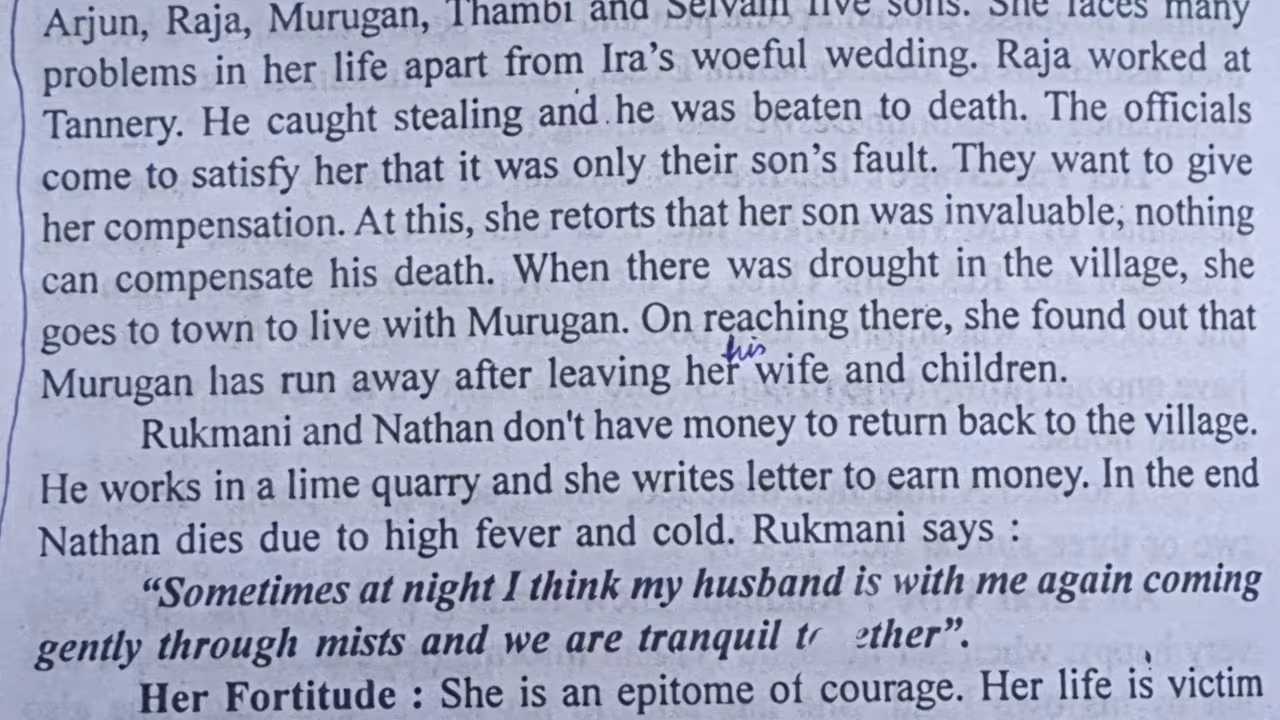 Arjun, Raja, Murugan, Thambi and Selvam five sons. She faces many
problems in her life apart from Ira's woeful wedding. Raja worked at
Tannery. He caught stealing and he was beaten to death. The officials
come to satisfy her that it was only their son's fault. They want to give
her compensation. At this, she retorts that her son was invaluable, nothing
can compensate his death. When there was drought in the village, she
goes to town to live with Murugan. On reaching there, she found out that
his
Murugan has run away after leaving her wife and children.
Rukmani and Nathan don't have money to return back to the village.
He works in a lime quarry and she writes letter to earn money. In the end
Nathan dies due to high fever and cold. Rukmani says :
“Sometimes at night I think my husband is with me again coming
gently through mists and we are tranquil t ether”.
Her Fortitude : She is an epitome of courage. Her life is victim